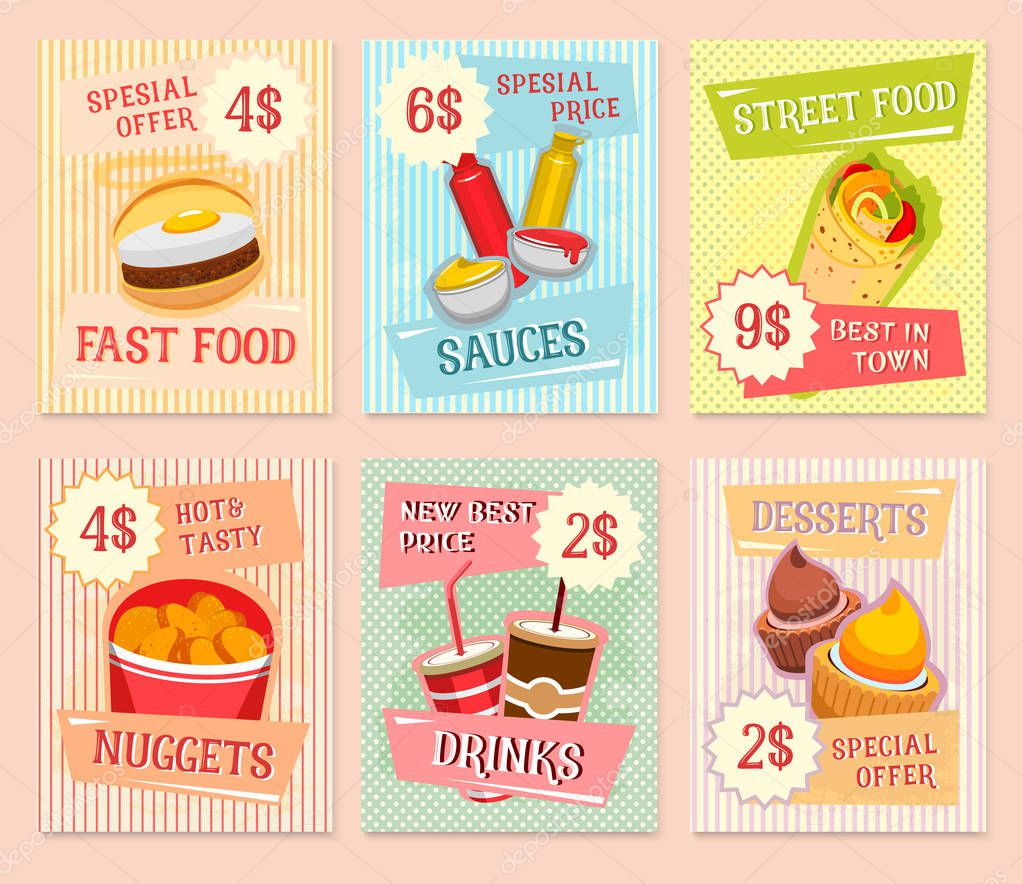 SPESIAL
OFFER
4$
FAST FOOD
6$
SPESIAL
PRICE
SAUCES
STREET FOOD
9$
BEST IN
TOWN
4$
HOT&
TASTY
NUGGETS
NEW BEST
PRICE
2$
DRINKS
DESSERTS
2$
SPECIAL
OFFER
depositphotos